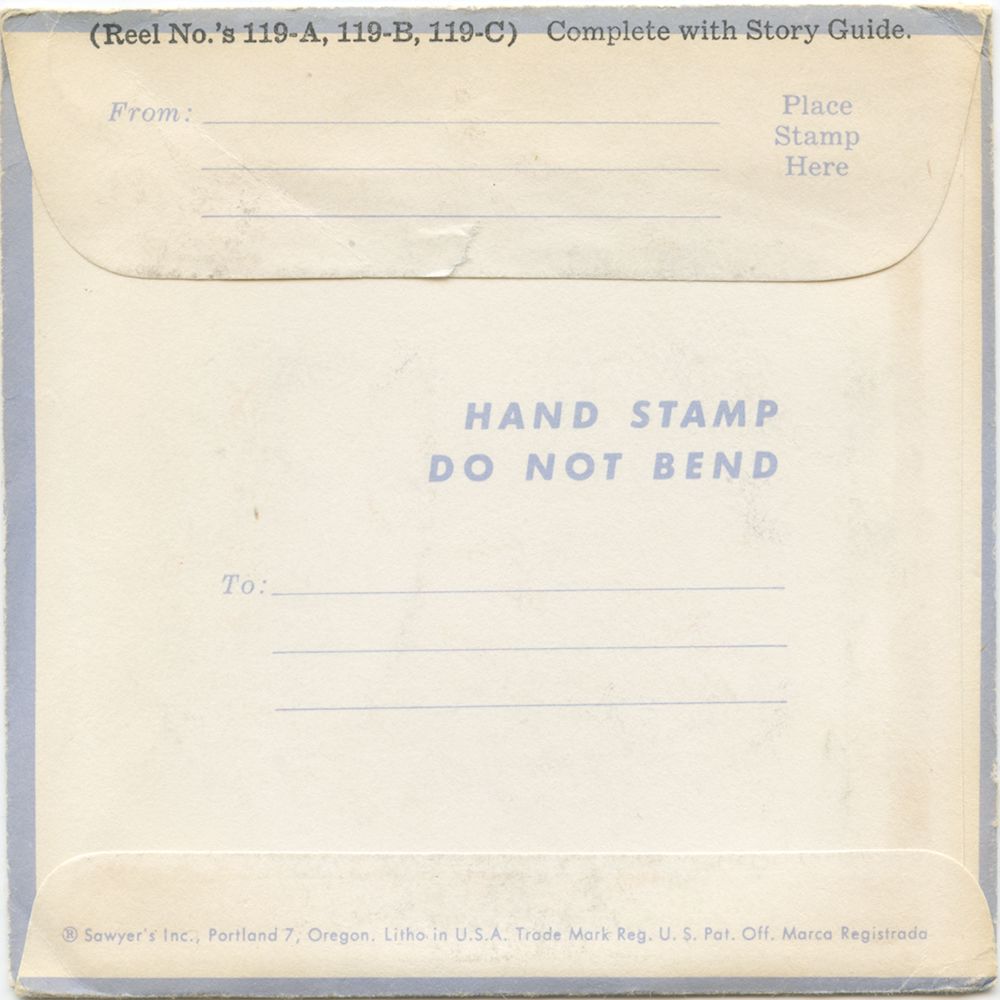 (Reel No.'s 119-A, 119-B, 119-C) Complete with Story Guide.
From:
Place
Stamp
Here
HAND STAMP
DO NOT BEND
To:
® Sawyer's Inc., Portland 7, Oregon. Litho in U.S.A. Trade Mark Reg. U. S. Pat. Off. Marca Registrada